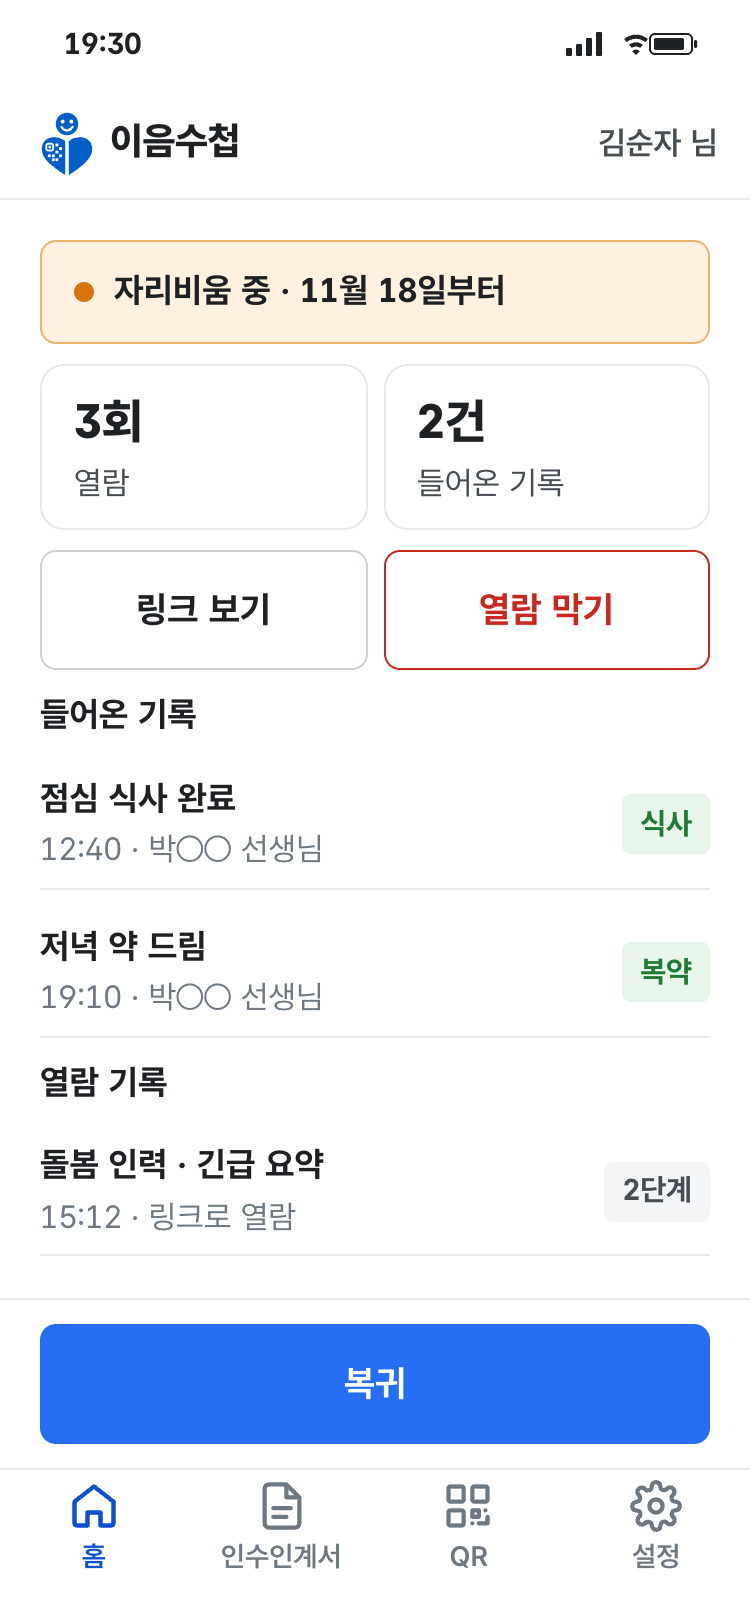 19:30
이음수첩
김순자 님
자리비움 중 · 11월 18일부터
3회
열람
2건
들어온 기록
링크 보기
열람 막기
들어온 기록
점심 식사 완료
12:40 · 박○○ 선생님
식사
저녁 약 드림
19:10 · 박○○ 선생님
복약
열람 기록
돌봄 인력 · 긴급 요약
15:12 · 링크로 열람
2단계
복귀
홈
인수인계서
QR
설정